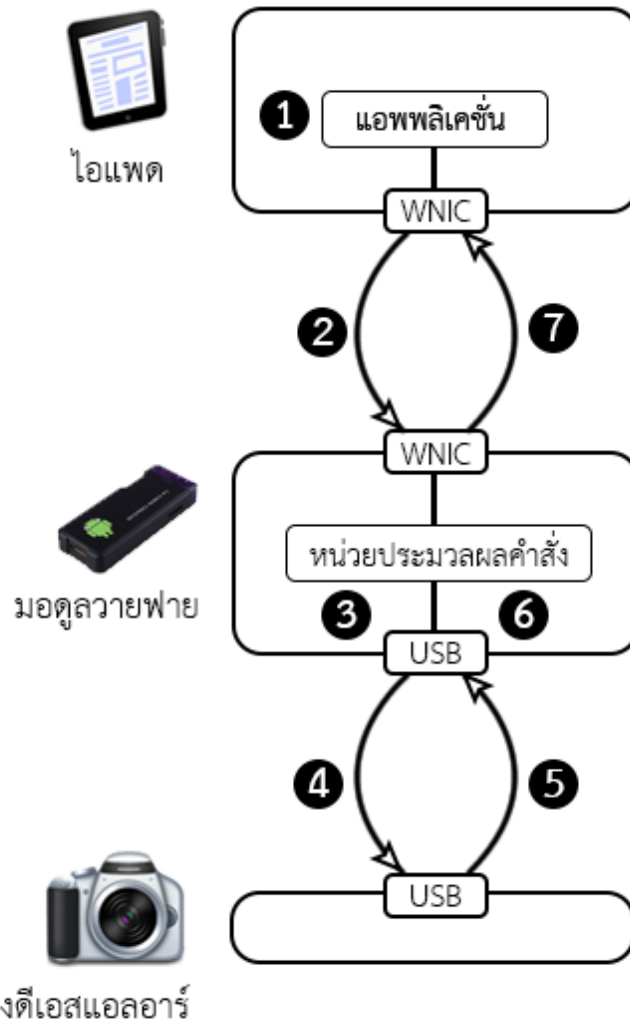 ไอแพด
1 แอพพลิเคชั่น
WNIC
2 7
WNIC
หน่วยประมวลผลคำสั่ง
มอดูลวายฟาย
3 6
USB
4 5
USB
งดีเอสแอลอาร์